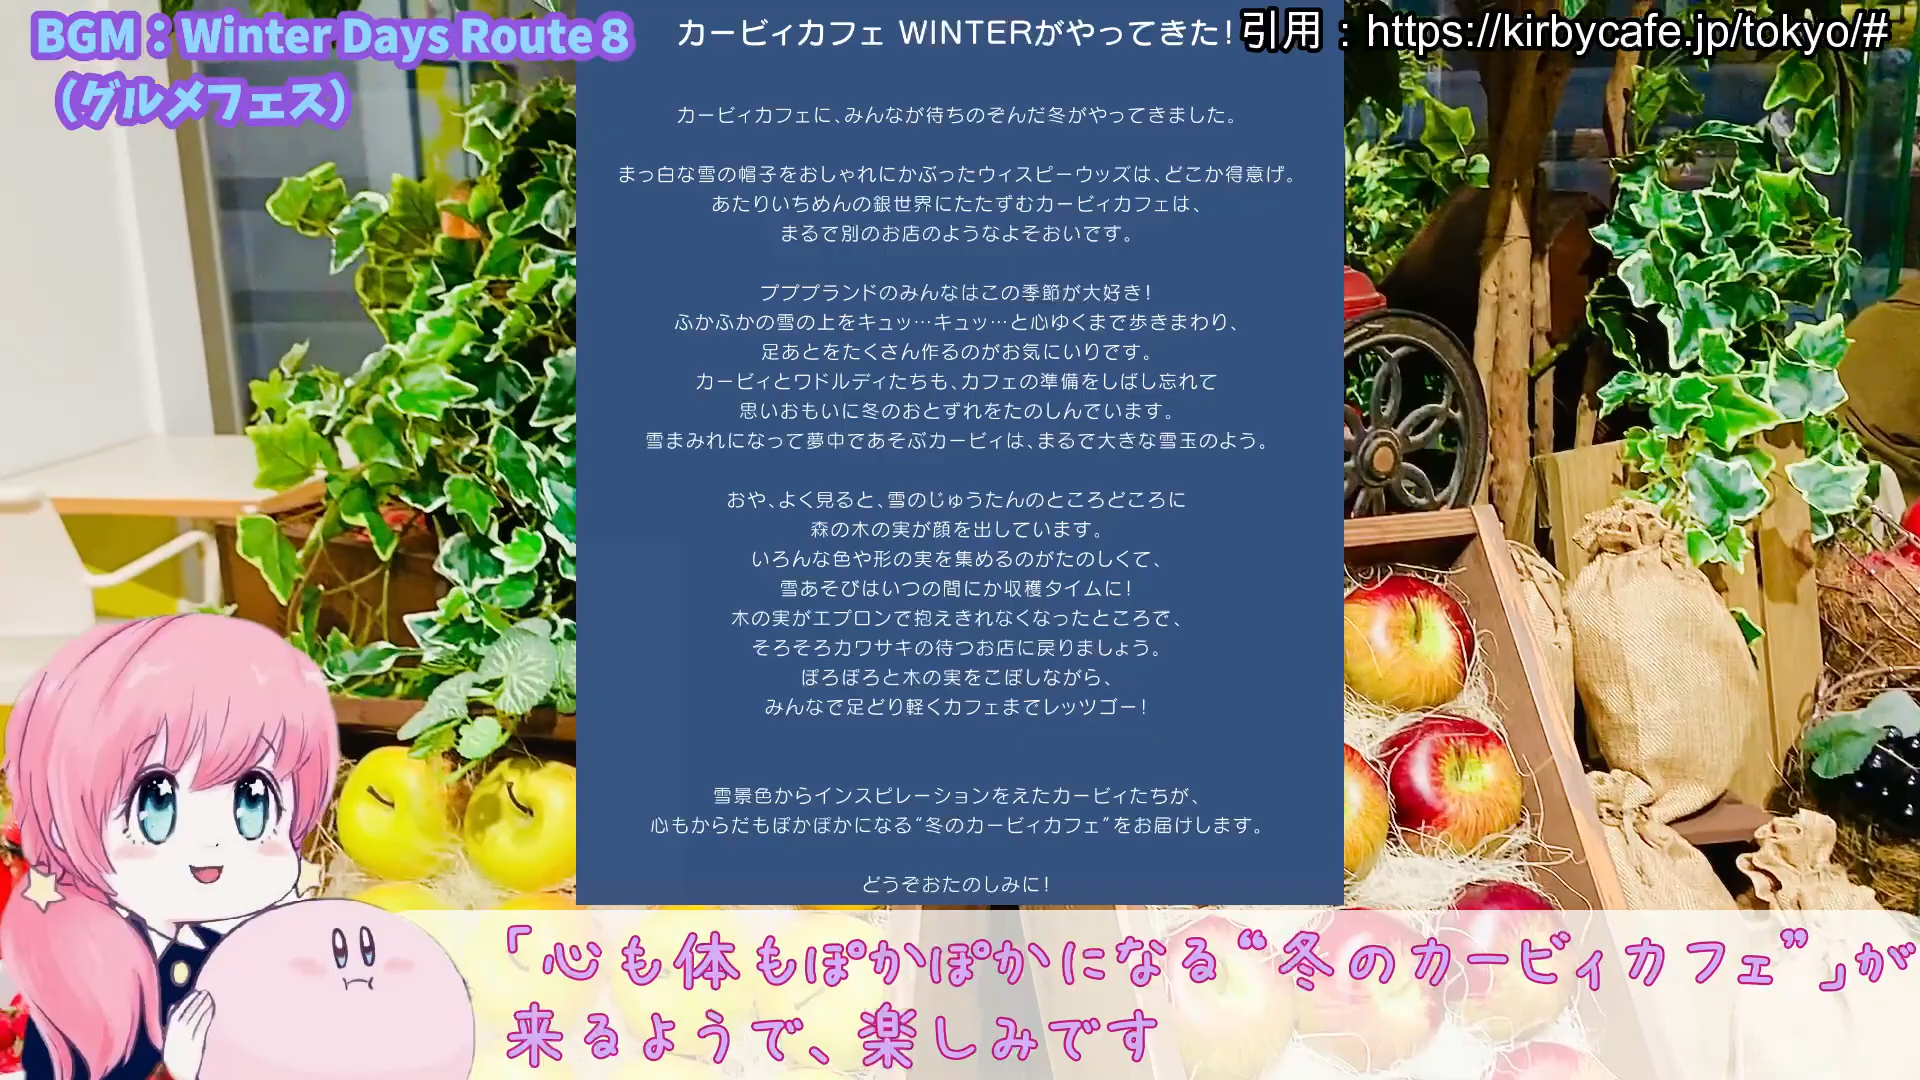 BGM：Winter Days Route 8
（グルメフェス）
カービィカフェ WINTERがやってきた！
引用：https://kirbycafe.jp/tokyo/#
カービィカフェに、みんなが待ちのぞんだ冬がやってきました。
まっ白な雪の帽子をおしゃれにかぶったウィスピーウッズは、どこか得意げ。
あたりいちめんの銀世界にたたずむカービィカフェは、
まるで別のお店のようなよそおいです。
プププランドのみんなはこの季節が大好き！
ふかふかの雪の上をキュッ…キュッ…と心ゆくまで歩きまわり、
足あとをたくさん作るのがお気にいりです。
カービィとワドルディたちも、カフェの準備をしばし忘れて
思いおもいに冬のおとずれをたのしんでいます。
雪まみれになって夢中であそぶカービィは、まるで大きな雪玉のよう。
おや、よく見ると、雪のじゅうたんのところどころに
森の木の実が顔を出しています。
いろんな色や形の実を集めるのがたのしくて、
雪あそびはいつの間にか収穫タイムに！
木の実がエプロンで抱えきれなくなったところで、
そろそろカワサキの待つお店に戻りましょう。
ぽろぽろと木の実をこぼしながら、
みんなで足どり軽くカフェまでレッツゴー！
雪景色からインスピレーションをえたカービィたちが、
心もからだもぽかぽかになる“冬のカービィカフェ”をお届けします。
どうぞおたのしみに！
「心も体もぽかぽかになる“冬のカービィカフェ”」が
来るようで、楽しみです